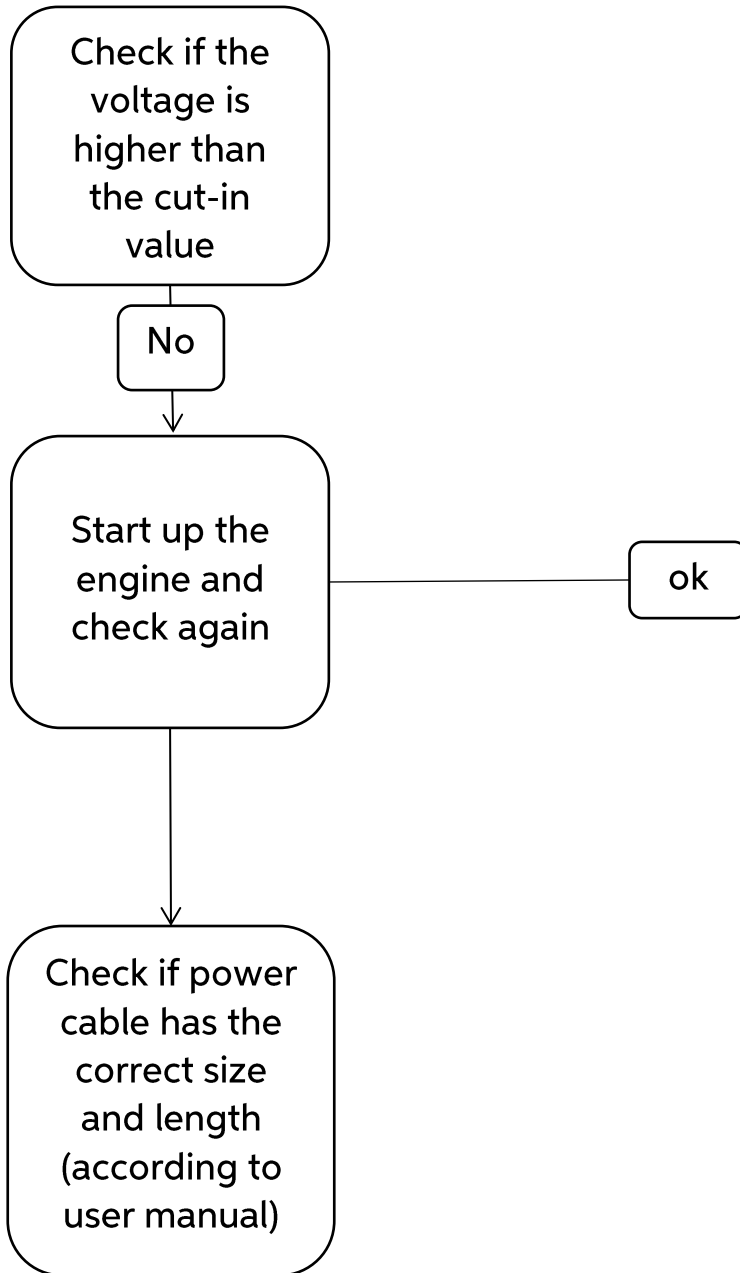 Check if the
voltage is
higher than
the cut-in
value
No
Start up the
engine and
check again
ok
Check if power
cable has the
correct size
and length
(according to
user manual)